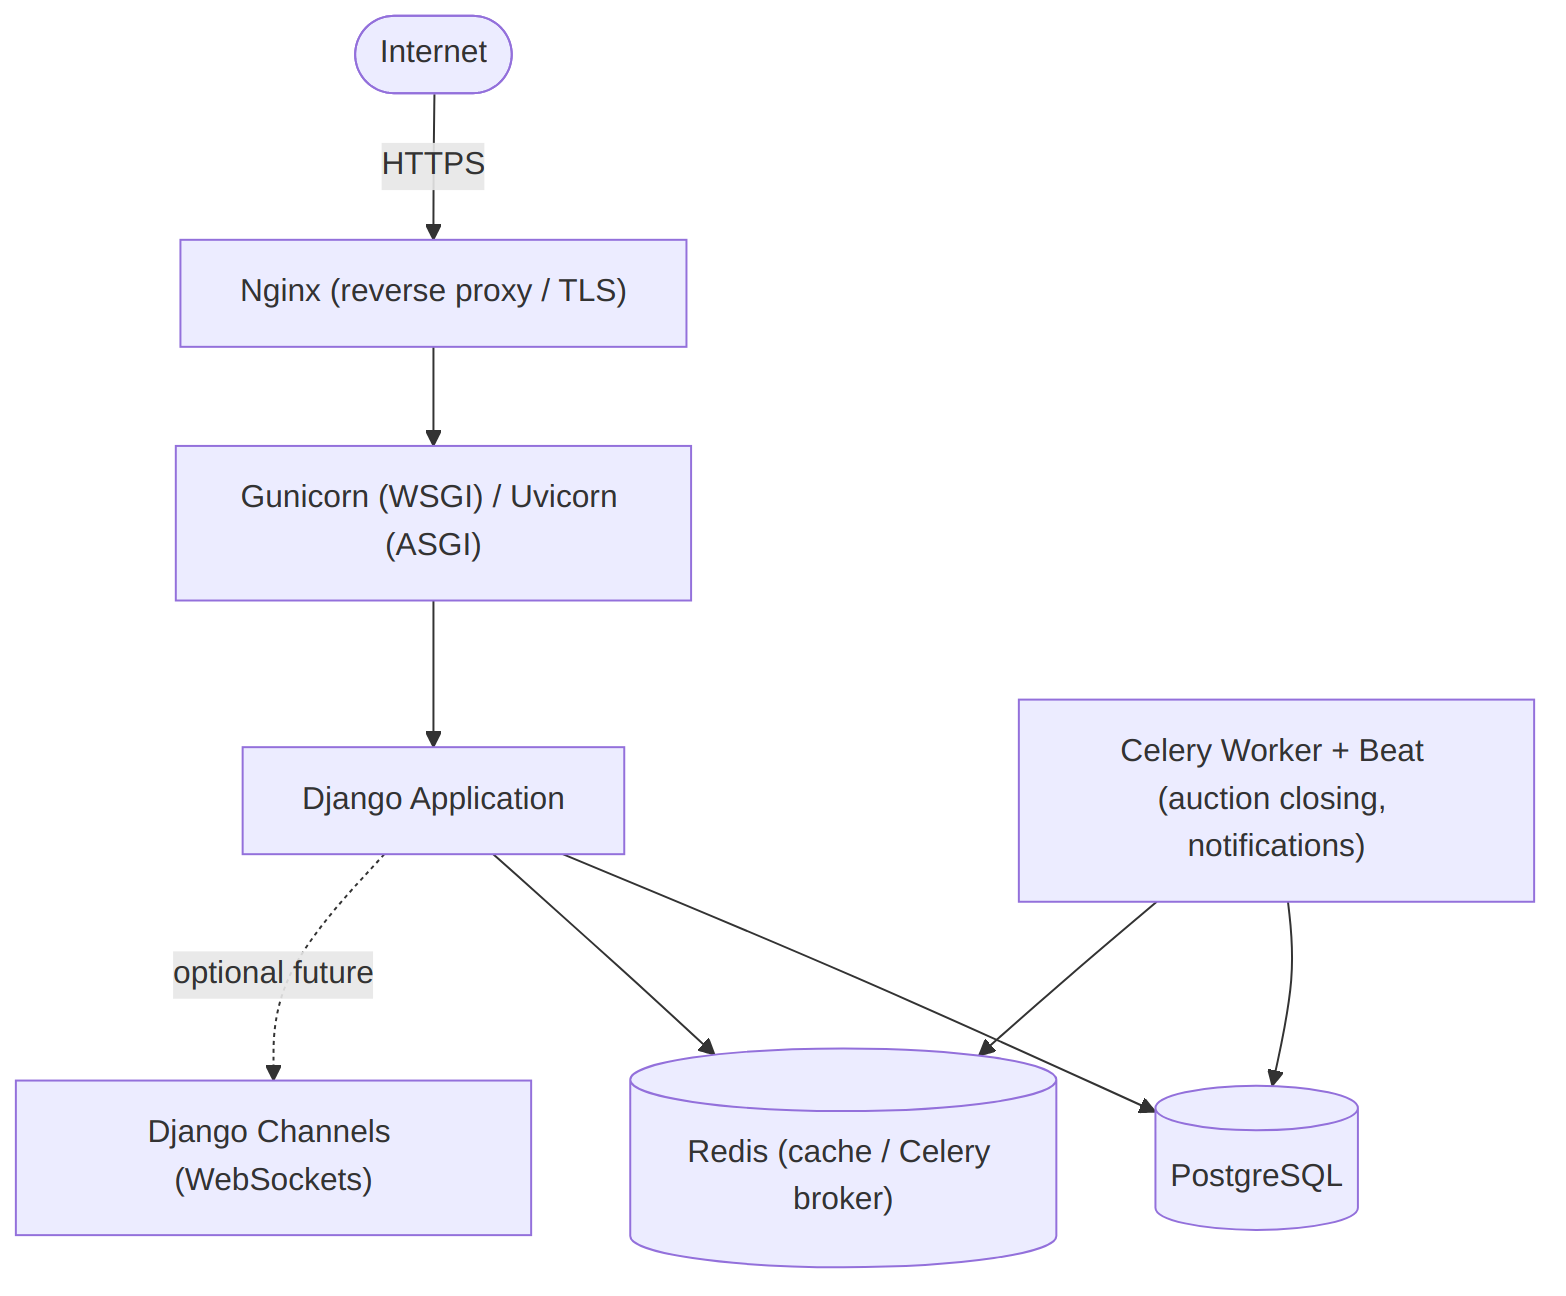 Internet
HTTPS
Nginx (reverse proxy / TLS)
Gunicorn (WSGI) / Uvicorn
(ASGI)
Django Application
Celery Worker + Beat
(auction closing,
notifications)
optional future
Django Channels
(WebSockets)
Redis (cache / Celery
broker)
PostgreSQL